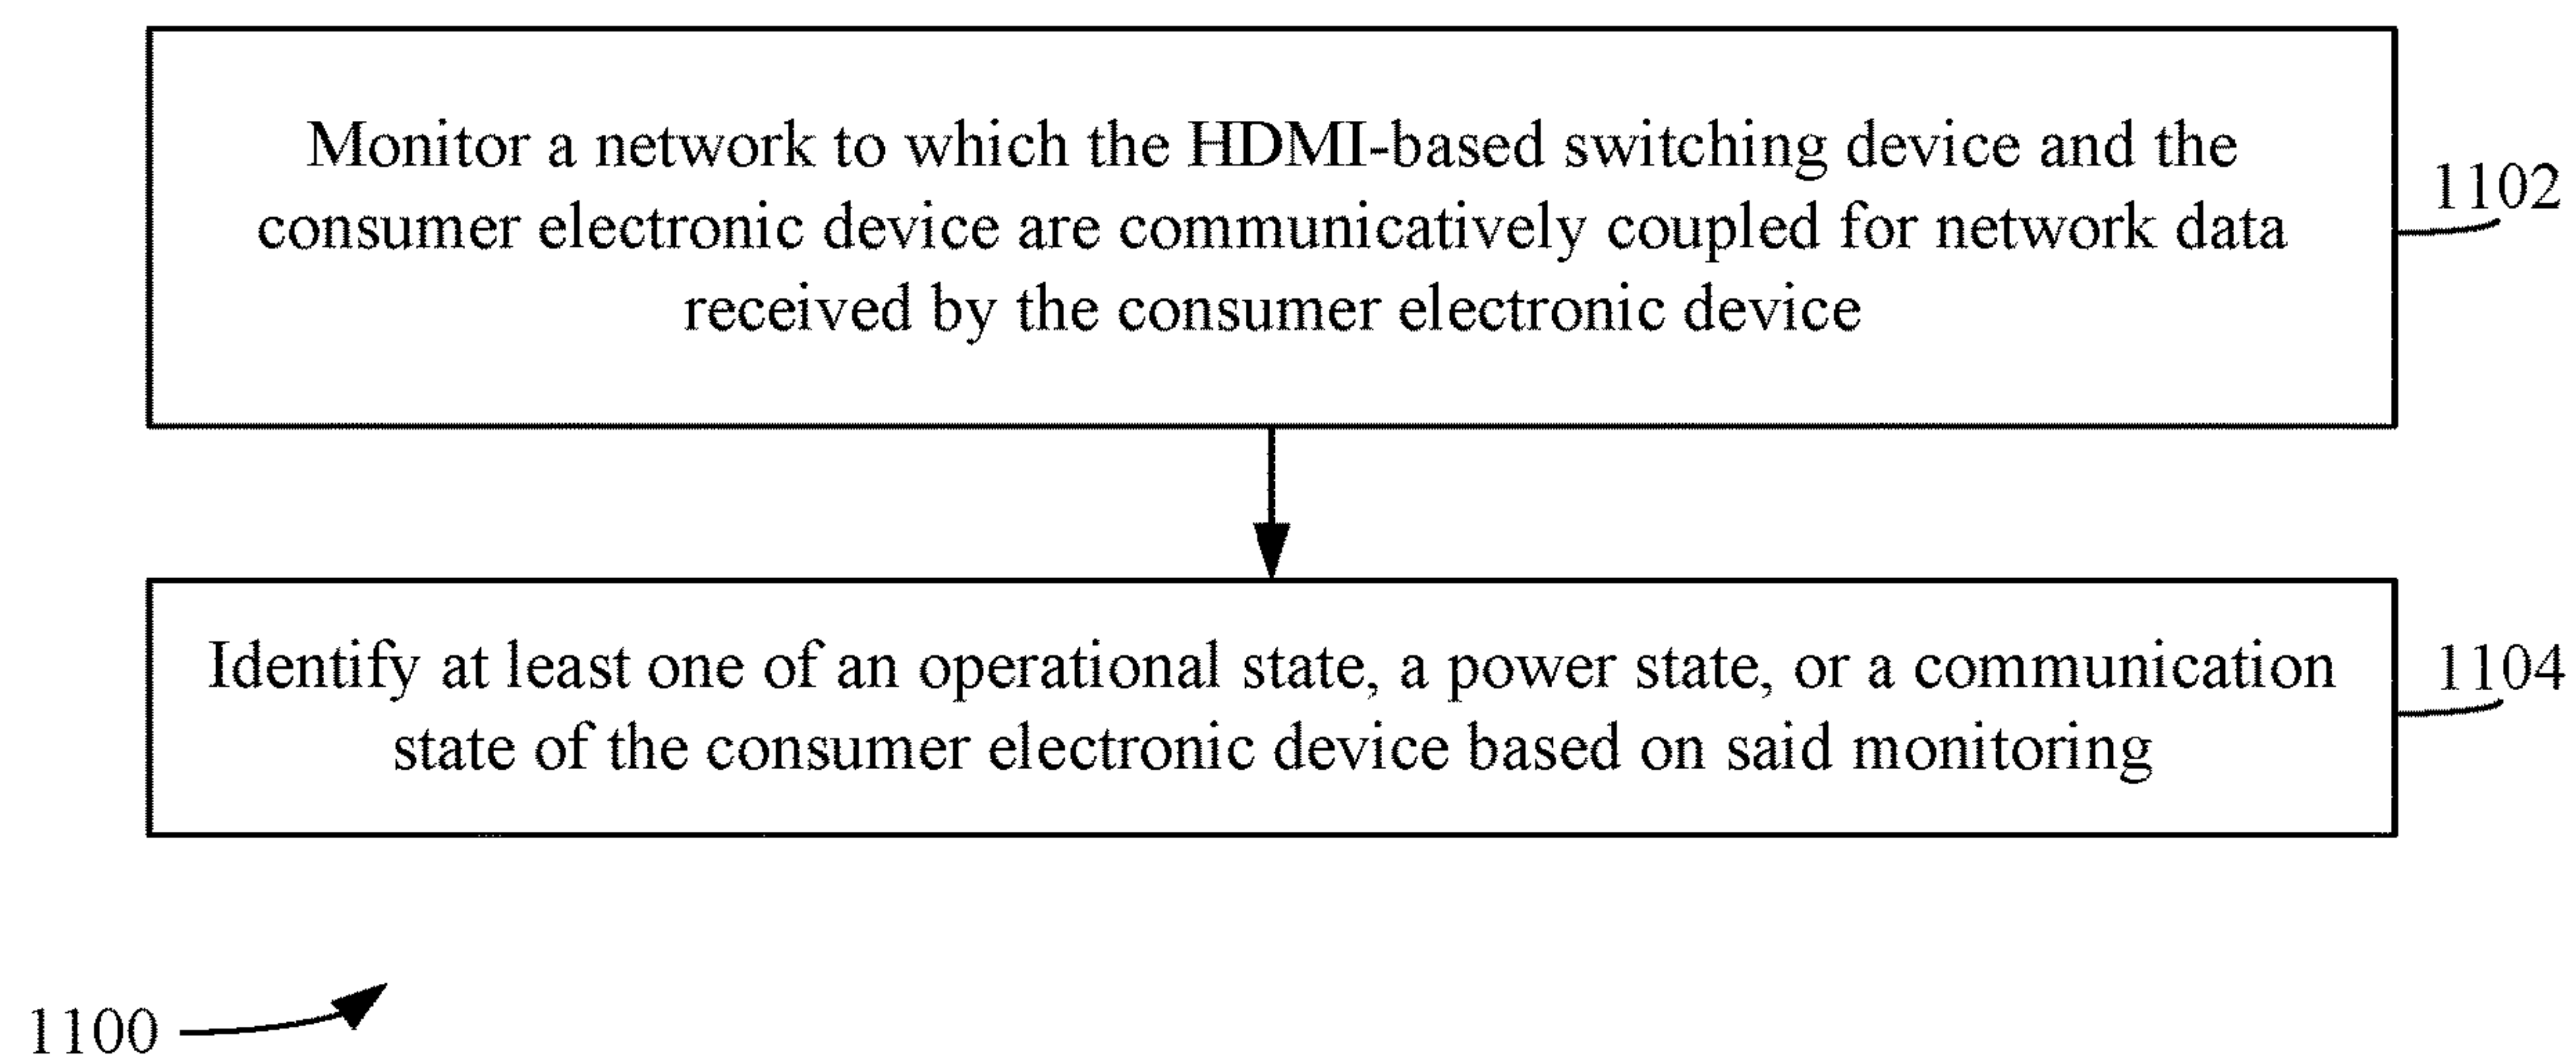 Monitor a network to which the HDMI-based switching device and the
consumer electronic device are communicatively coupled for network data
received by the consumer electronic device
1102
Identify at least one of an operational state, a power state, or a communication
state of the consumer electronic device based on said monitoring
1104
1100